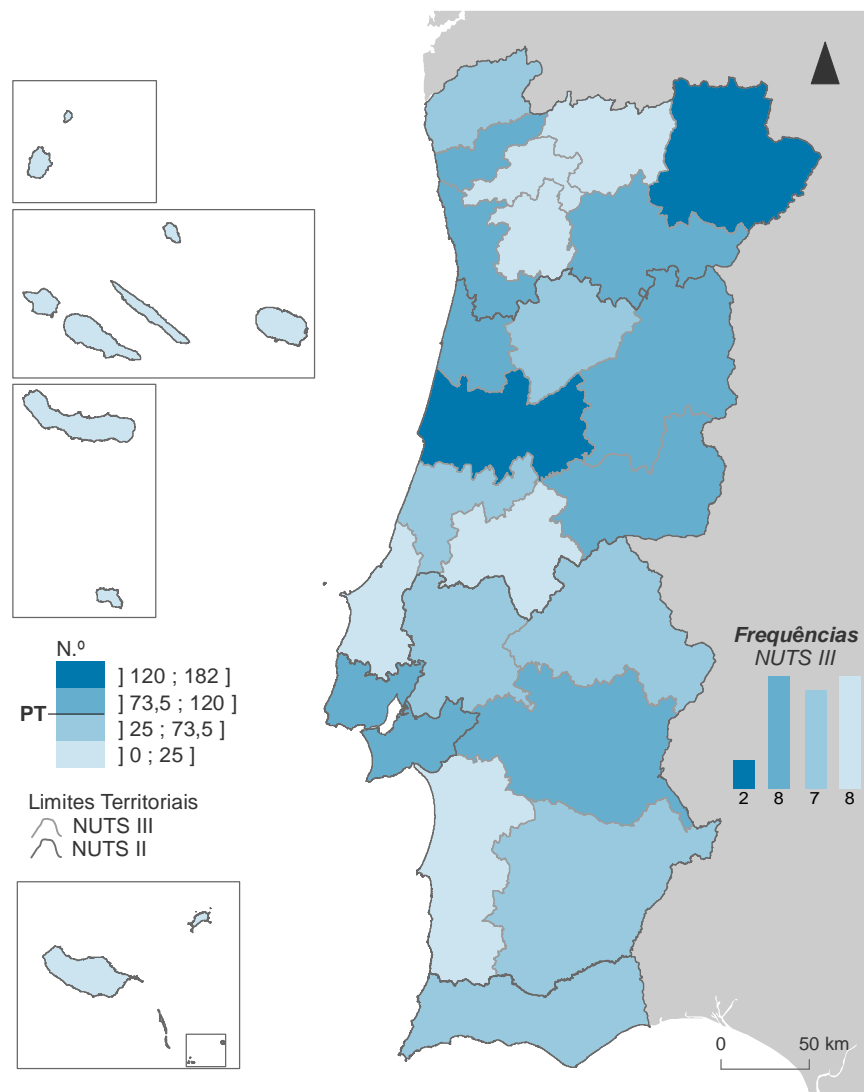 N.º
] 120 ; 182 ]
] 73,5 ; 120 ]
PT
] 25 ; 73,5 ]
] 0 ; 25 ]
Limites Territoriais
NUTS III
NUTS II
Frequências
NUTS III
2 8 7 8
0 50 km